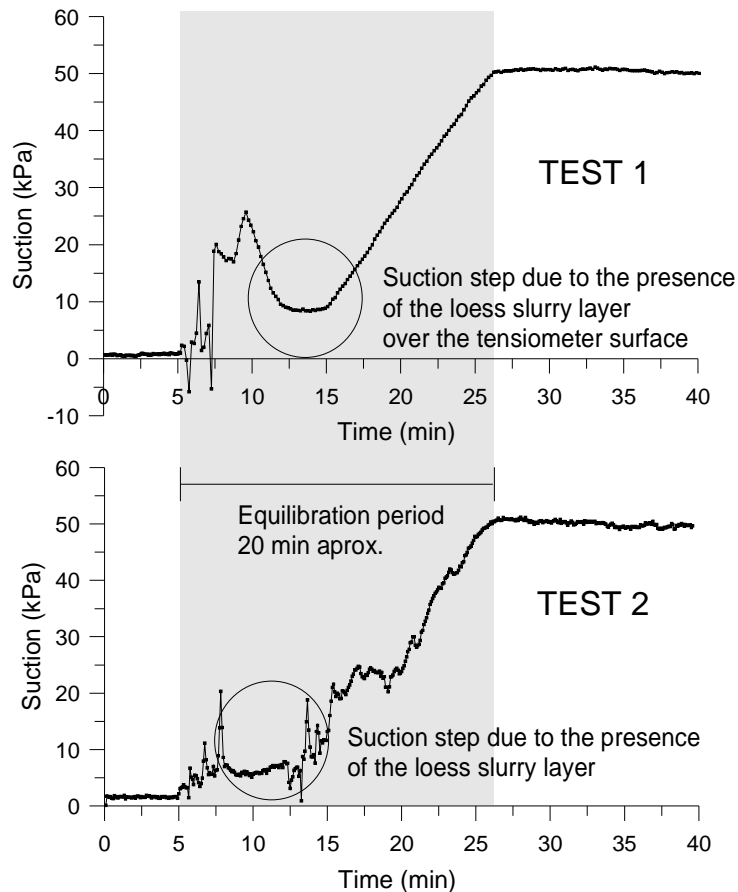 60
50
40
30
20
10
0
-10
Suction (kPa)
TEST 1
Suction step due to the presence
of the loess slurry layer
over the tensiometer surface
0 5 10 15 20 25 30 35 40
Time (min)
60
50
40
30
20
10
0
Suction (kPa)
Equilibration period
20 min aprox.
TEST 2
Suction step due to the presence
of the loess slurry layer
0 5 10 15 20 25 30 35 40
Time (min)